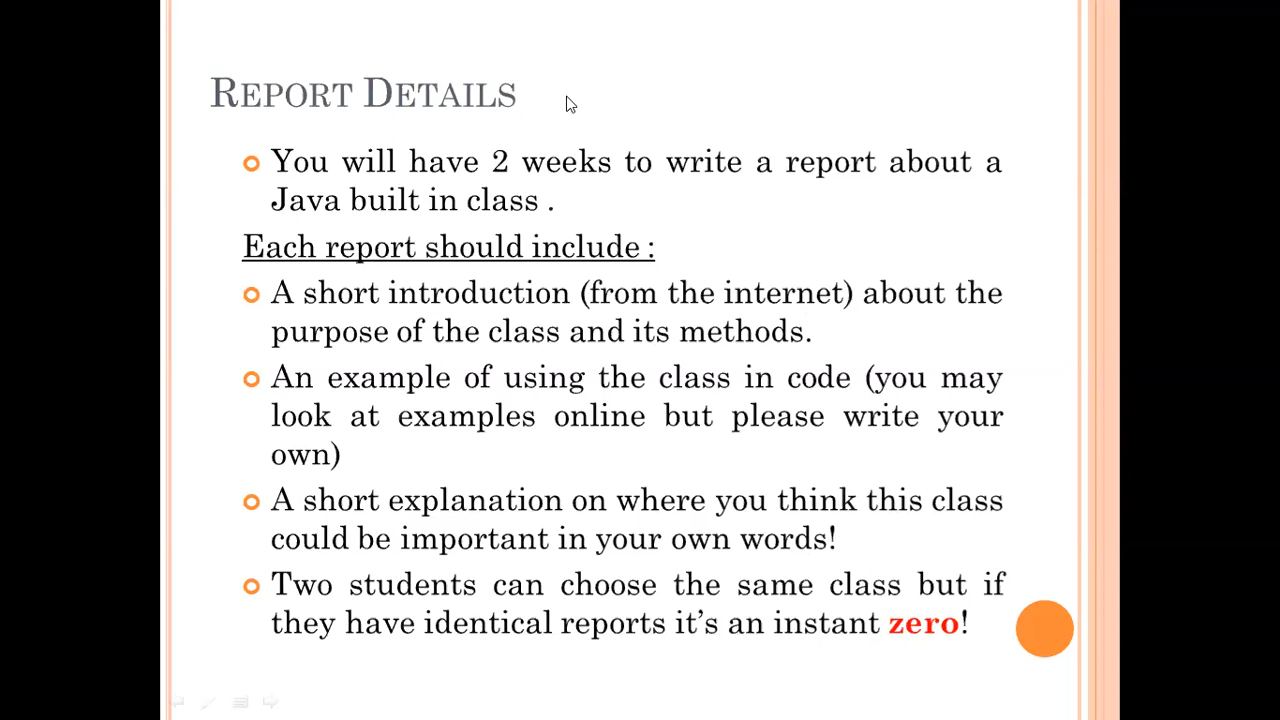 REPORT DETAILS
You will have 2 weeks to write a report about a
Java built in class .
Each report should include :
A short introduction (from the internet) about the
purpose of the class and its methods.
An example of using the class in code (you may
look at examples online but please write your
own)
A short explanation on where you think this class
could be important in your own words!
Two students can choose the same class but if
they have identical reports it’s an instant zero!